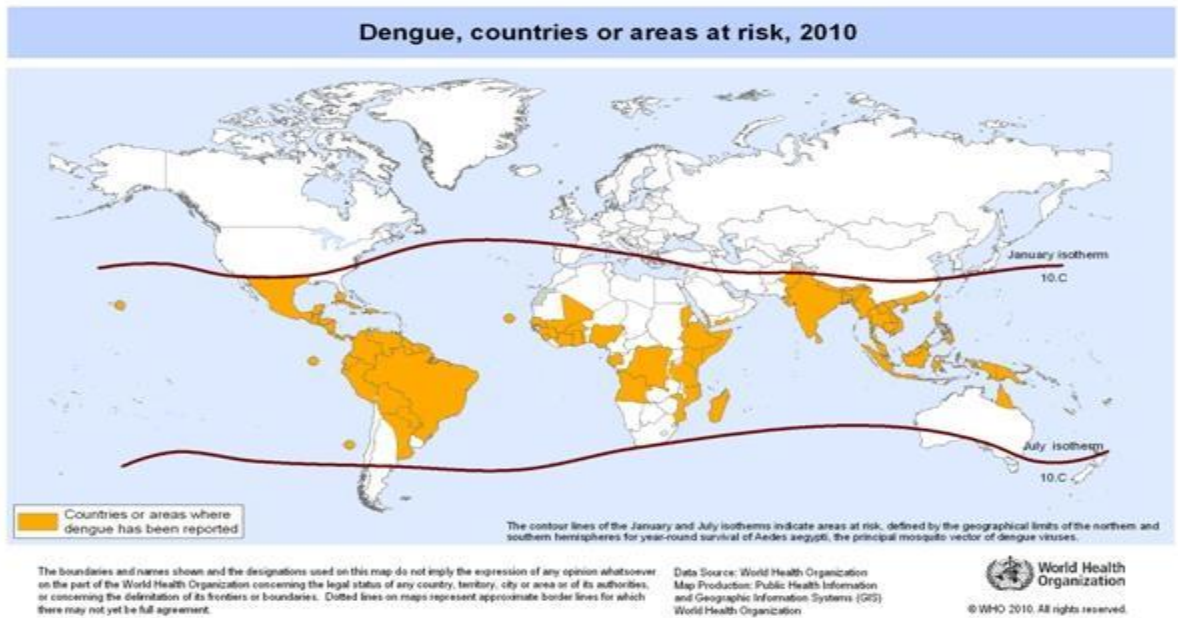 Dengue, countries or areas at risk, 2010
January isotherm
10.C
July isotherm
10.C
Countries or areas where
dengue has been reported
The contour lines of the January and July isotherms indicate areas at risk, defined by the geographical limits of the northern and
southern hemispheres for year-round survival of Aedes aegypti, the principal mosquito vector of dengue viruses.
The boundaries and names shown and the designations used on this map do not imply the expression of any opinion whatsoever
on the part of the World Health Organization concerning the legal status of any country, territory, city or area or of its authorities,
or concerning the delimitation of its frontiers or boundaries. Dotted lines on maps represent approximate border lines for which
there may not yet be full agreement.
Data Source: World Health Organization
Map Production: Public Health Information
and Geographic Information Systems (GIS)
World Health Organization
World Health
Organization
© WHO 2010. All rights reserved.